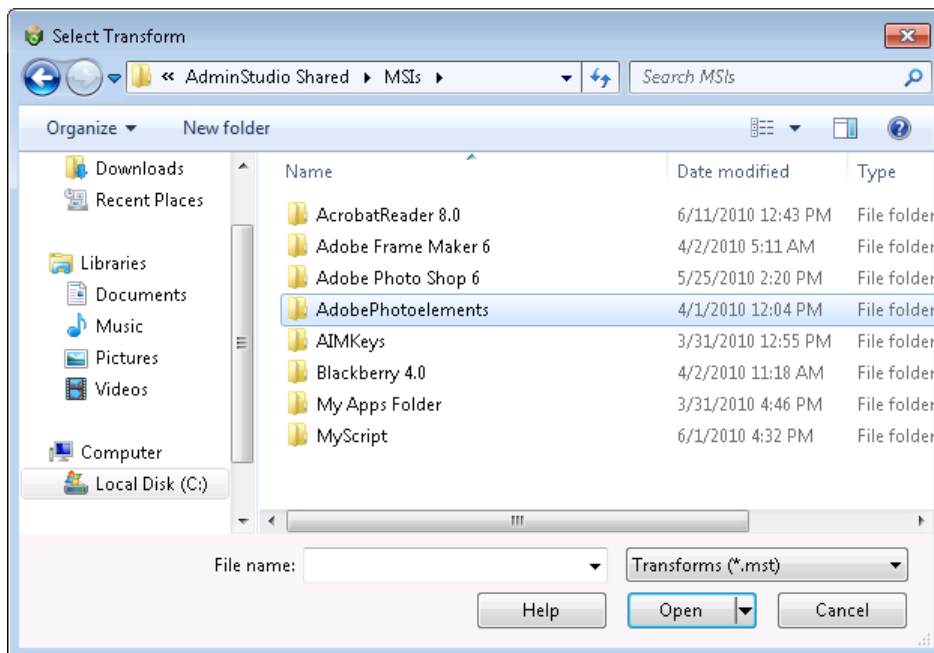 Select Transform
« AdminStudio Shared ▸ MSIs ▸ Search MSIs
Organize New folder
Name Date modified Type
Downloads
Recent Places
Libraries
Documents
Music
Pictures
Videos
Computer
Local Disk (C:)
AcrobatReader 8.0 6/11/2010 12:43 PM File folder
Adobe Frame Maker 6 4/2/2010 5:11 AM File folder
Adobe Photo Shop 6 5/25/2010 2:20 PM File folder
AdobePhotoelements 4/1/2010 12:04 PM File folder
AIMKeys 3/31/2010 12:55 PM File folder
Blackberry 4.0 4/2/2010 11:18 AM File folder
My Apps Folder 3/31/2010 4:46 PM File folder
MyScript 6/1/2010 4:32 PM File folder
File name: Transforms (*.mst)
Help Open Cancel